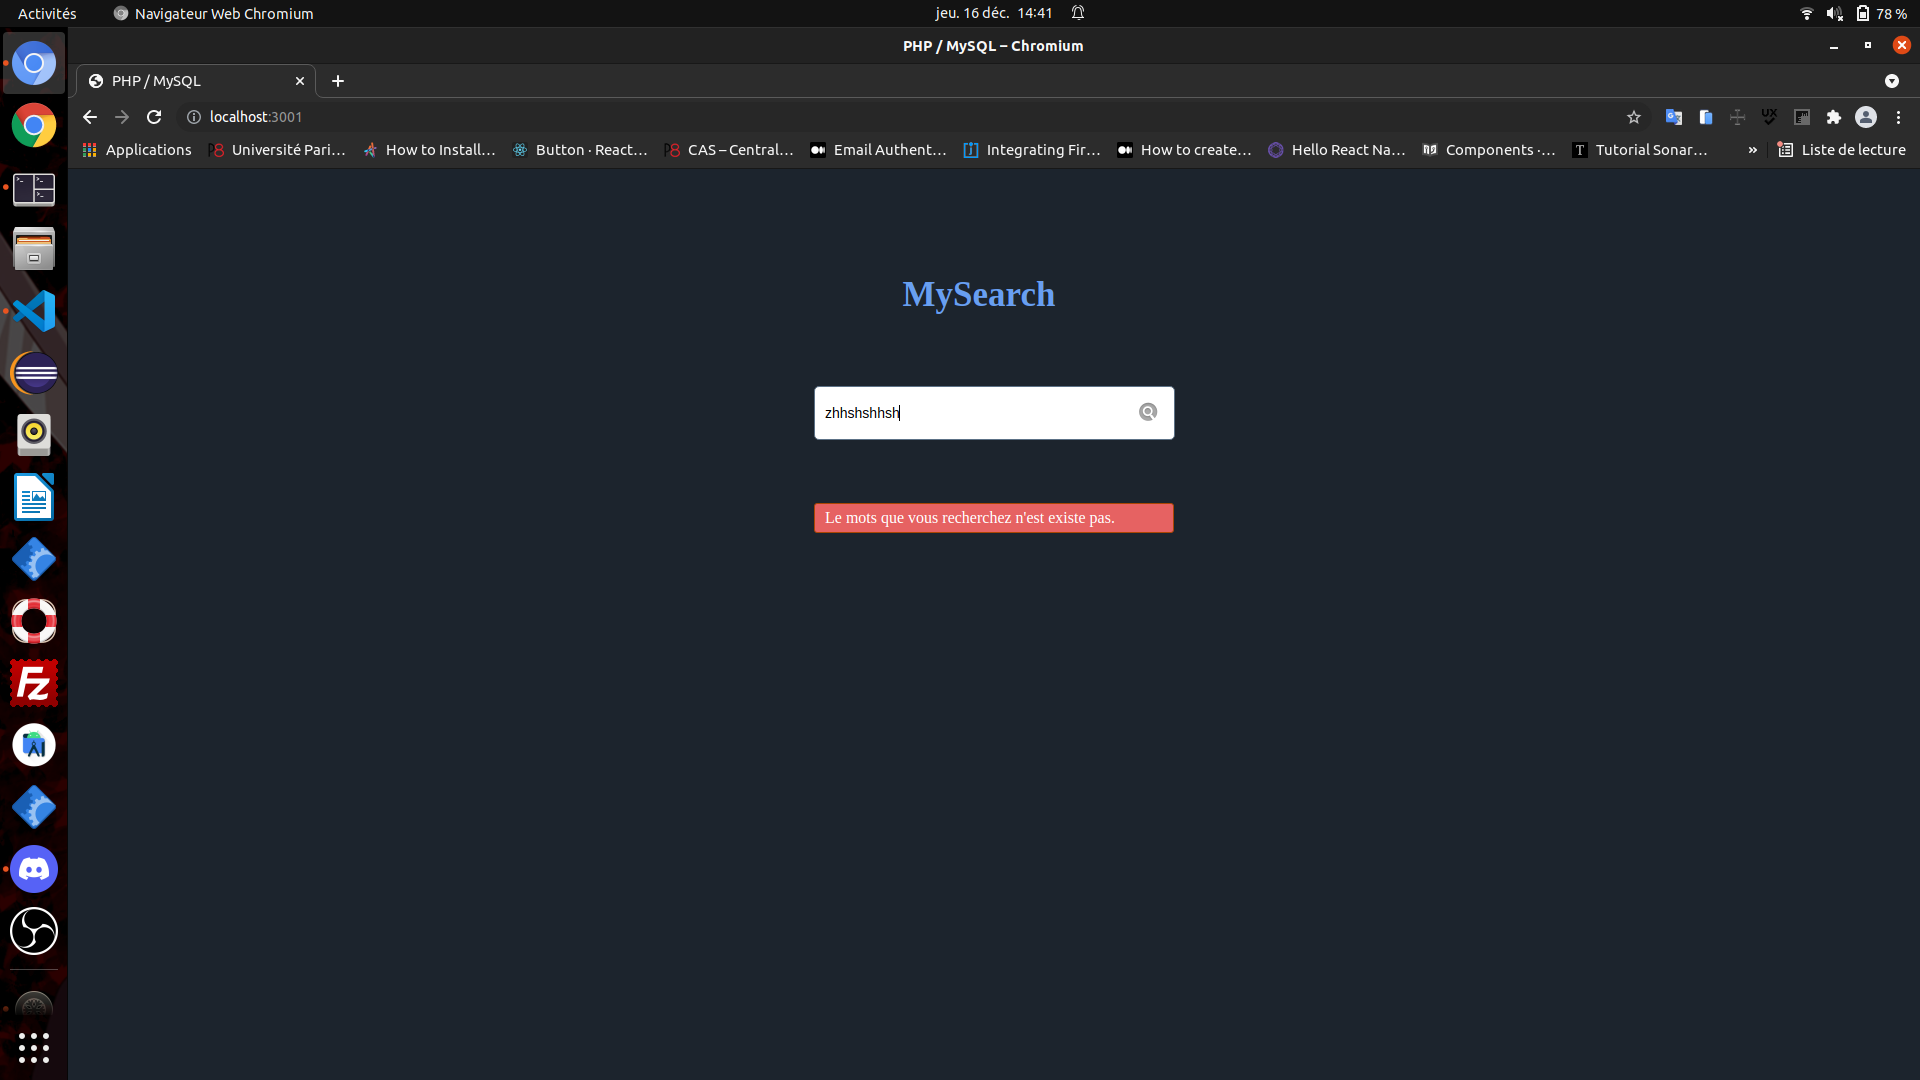 Activités
Navigateur Web Chromium
jeu. 16 déc. 14:41
78 %
PHP / MySQL – Chromium
PHP / MySQL
localhost:3001
Applications
Université Pari…
How to Install…
Button · React…
CAS – Central…
Email Authent…
Integrating Fir…
How to create…
Hello React Na…
Components ·…
T
Tutorial Sonar…
»
Liste de lecture
UX
MySearch
zhhshshhsh
Le mots que vous recherchez n'est existe pas.
Fz